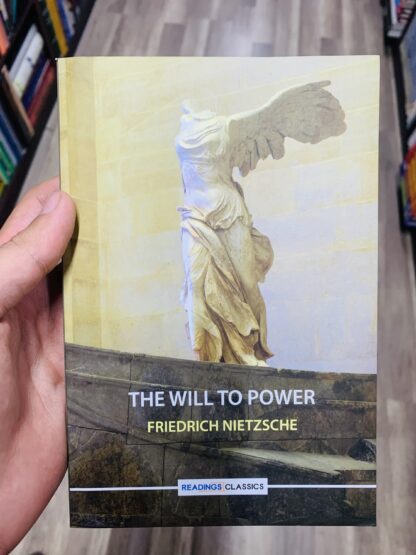 THE WILL TO POWER
FRIEDRICH NIETZSCHE
READINGS CLASSICS